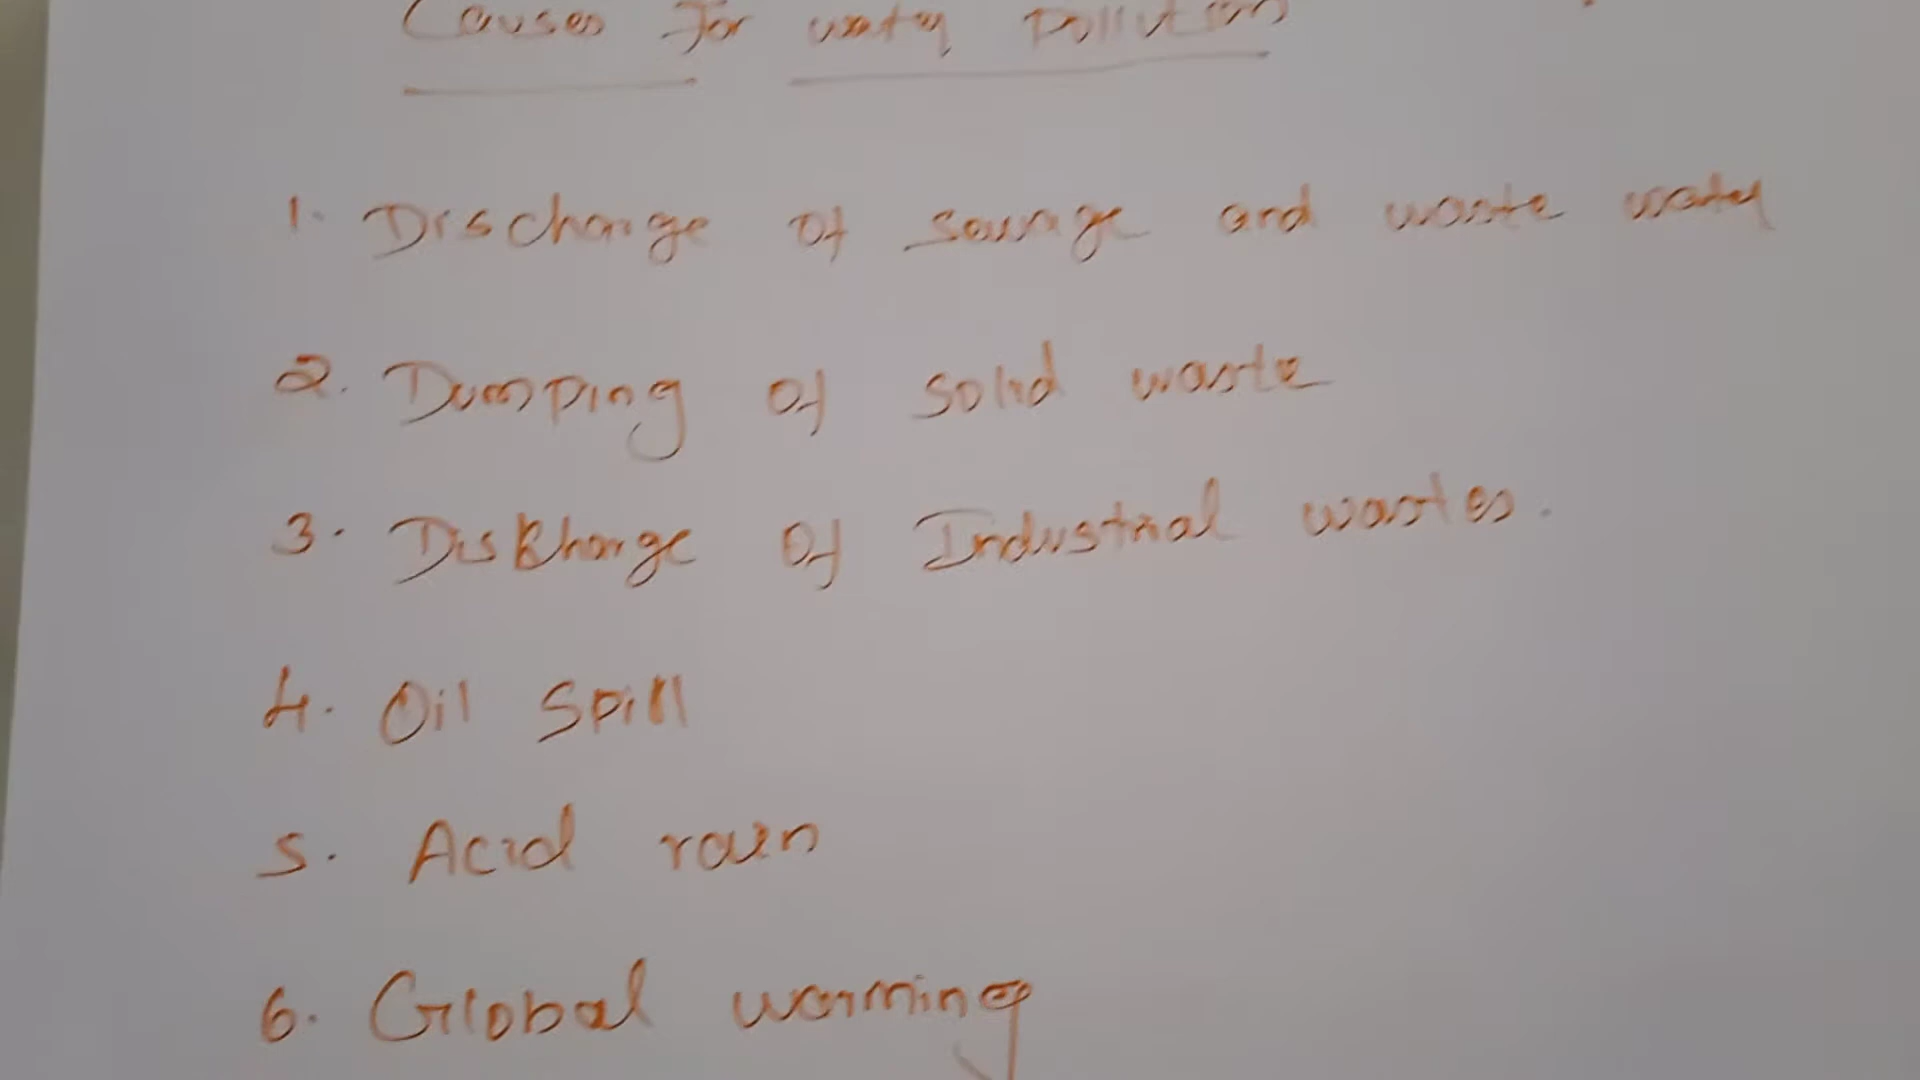 Causes for water pollution
1. Discharge of sewage and waste water
2. Dumping of solid waste
3. Discharge of Industrial wastes.
4. Oil Spill
5. Acid rain
6. Global warming